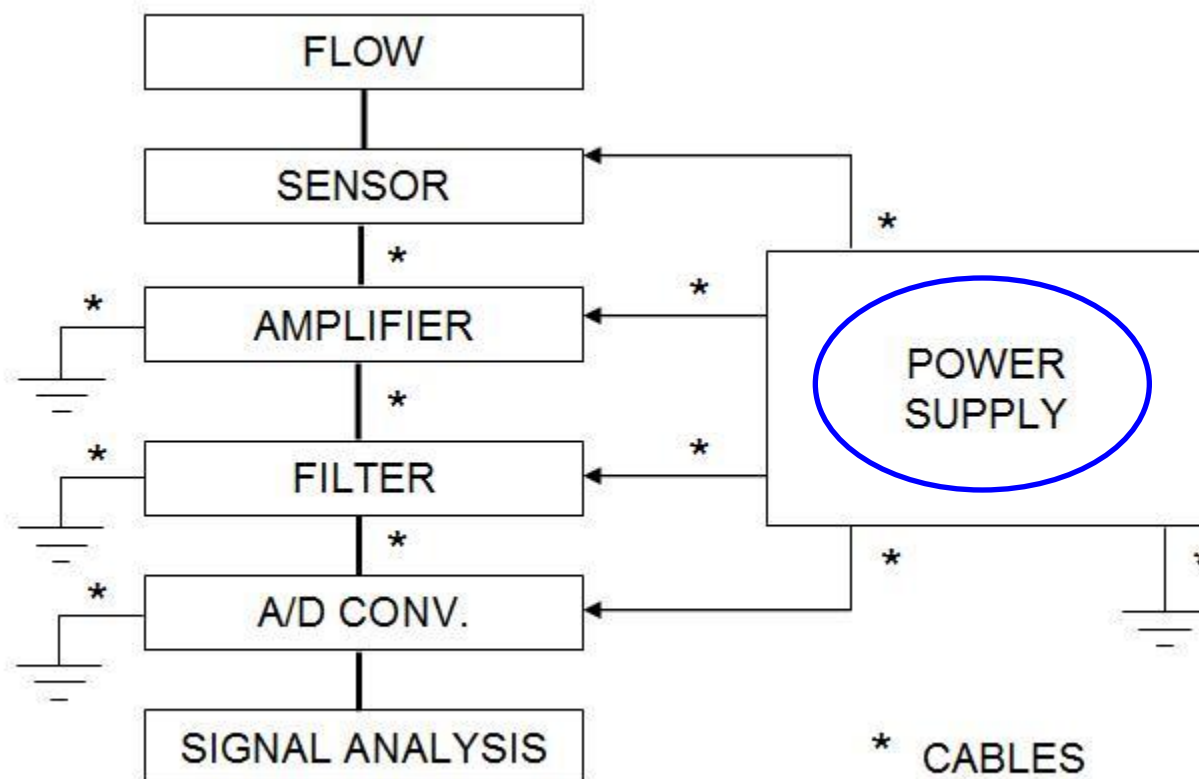 FLOW
SENSOR
*
*
*
*
AMPLIFIER
POWER
SUPPLY
*
*
*
FILTER
*
*
*
*
A/D CONV.
SIGNAL ANALYSIS
* CABLES